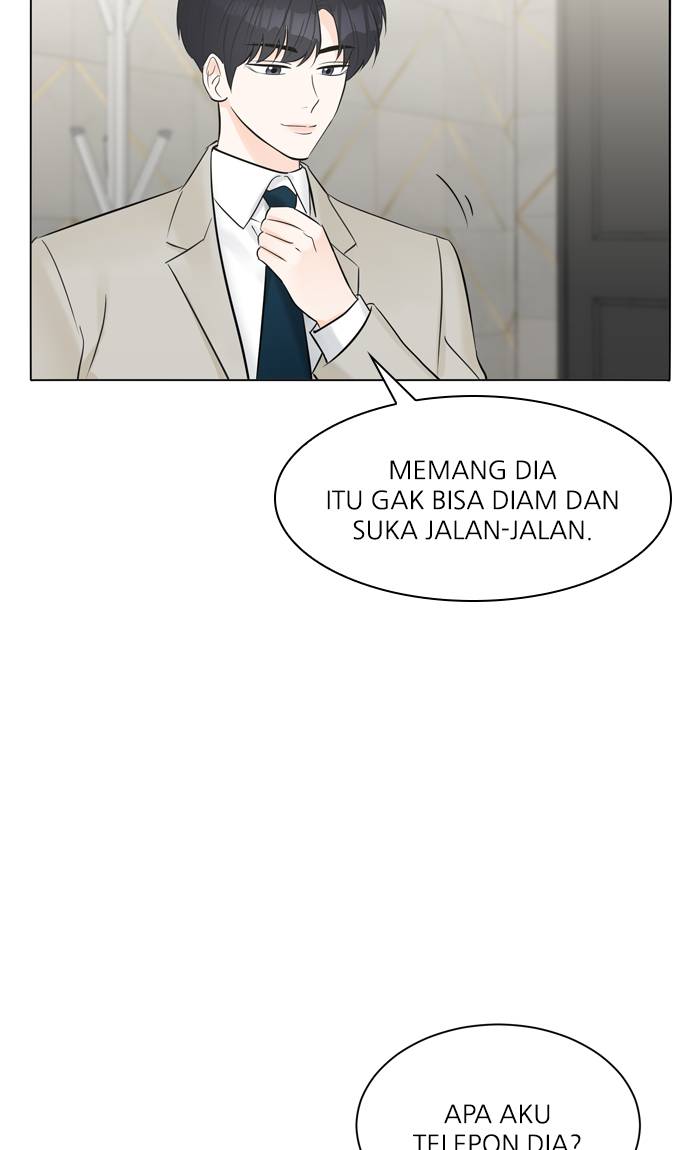 MEMANG DIA
ITU GAK BISA DIAM DAN
SUKA JALAN-JALAN.
APA AKU
TELEPON DIA?